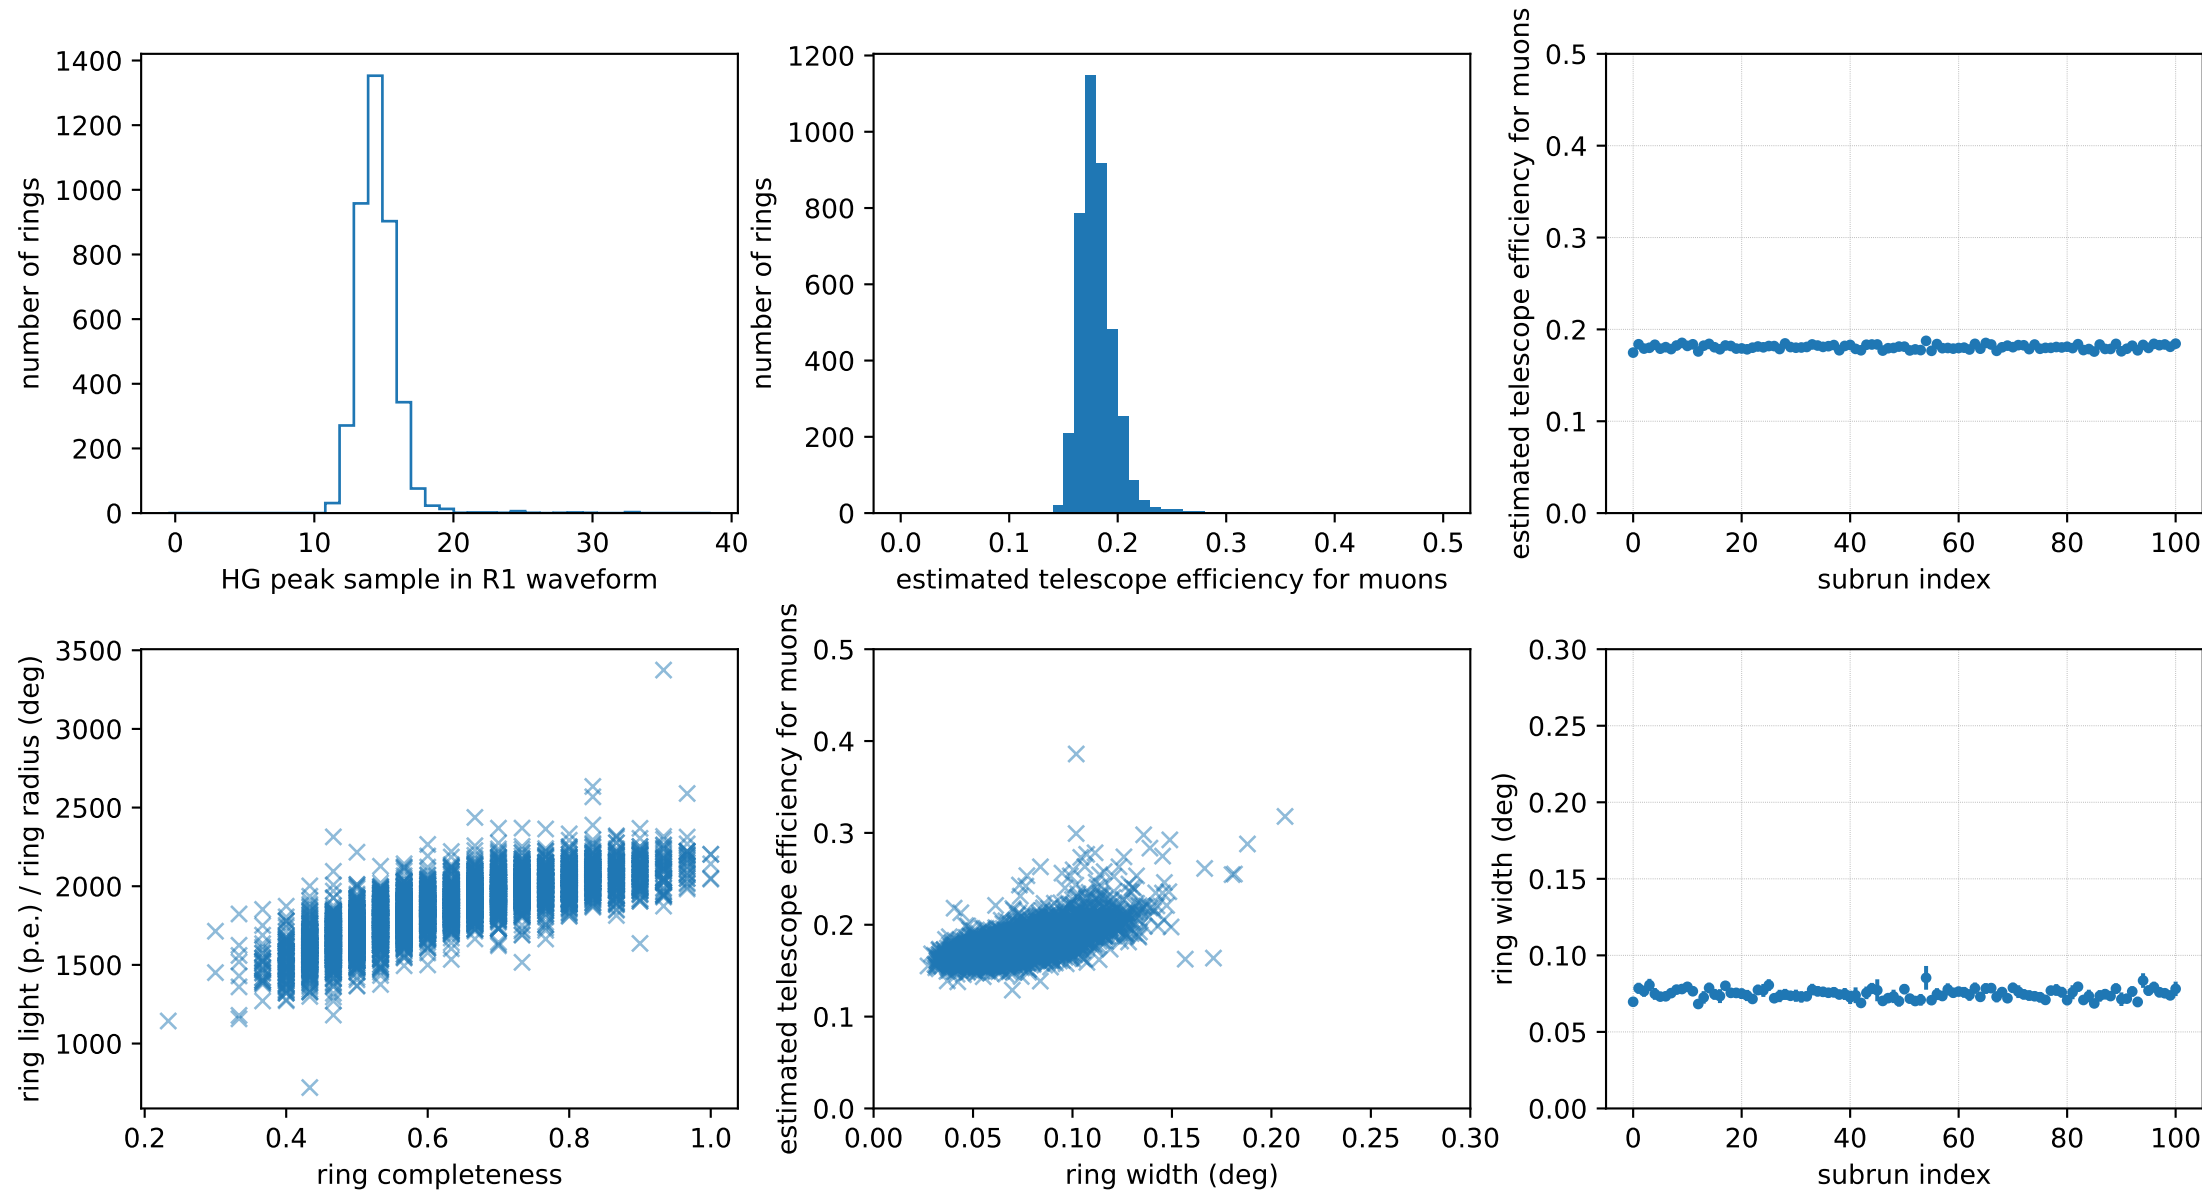 number of rings
1400
1200
1000
800
600
400
200
0
0 10 20 30 40
HG peak sample in R1 waveform
number of rings
1200
1000
800
600
400
200
0
0.0 0.1 0.2 0.3 0.4 0.5
estimated telescope efficiency for muons
estimated telescope efficiency for muons
0.5
0.4
0.3
0.2
0.1
0.0
0 20 40 60 80 100
subrun index
ring light (p.e.) / ring radius (deg)
3500
3000
2500
2000
1500
1000
0.2 0.4 0.6 0.8 1.0
ring completeness
estimated telescope efficiency for muons
0.5
0.4
0.3
0.2
0.1
0.0
0.00 0.05 0.10 0.15 0.20 0.25 0.30
ring width (deg)
ring width (deg)
0.30
0.25
0.20
0.15
0.10
0.05
0.00
0 20 40 60 80 100
subrun index